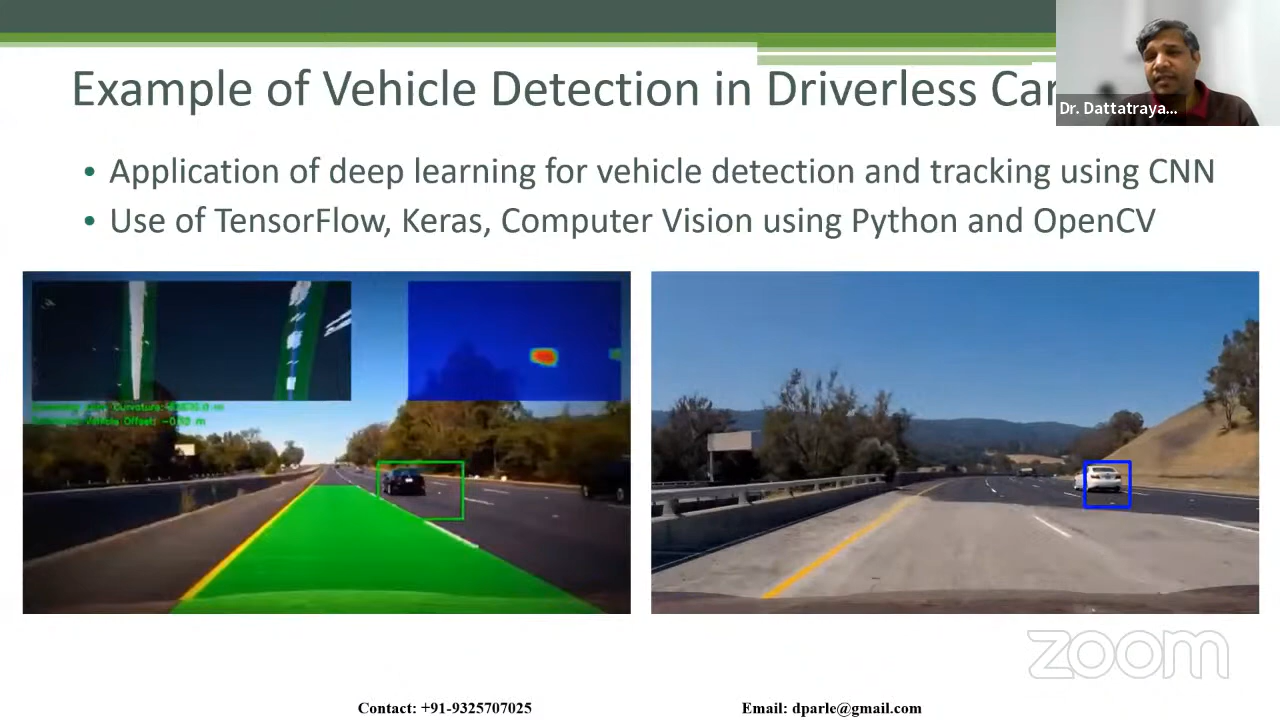 Example of Vehicle Detection in Driverless Car
Dr. Dattatraya...
• Application of deep learning for vehicle detection and tracking using CNN
• Use of TensorFlow, Keras, Computer Vision using Python and OpenCV
Vehicle Offset:
zoom
Contact: +91-9325707025
Email: dparle@gmail.com